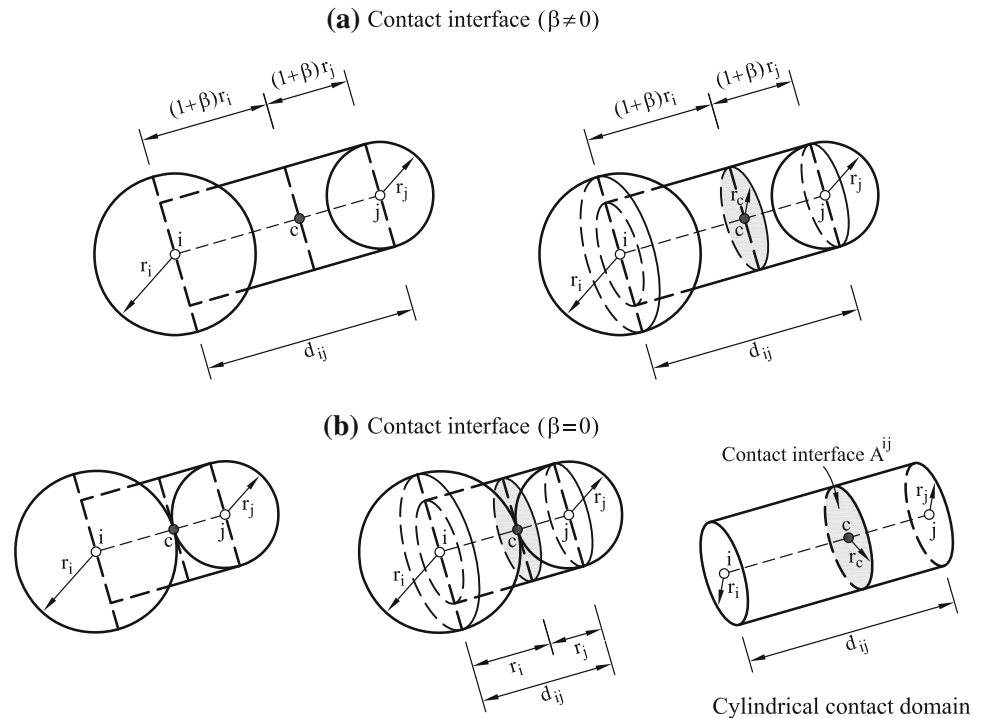 (a) Contact interface (β≠0)
(1+β)r_i
(1+β)r_j
(1+β)r_i
(1+β)r_j
r_j
j
c
i
r_i
d_ij
r_j
j
r_c
c
i
r_i
d_ij
(b) Contact interface (β=0)
r_j
j
c
i
r_i
r_j
j
c
i
r_i
r_i
r_j
d_ij
Contact interface A^ij
r_j
j
c
r_c
i
r_i
d_ij
Cylindrical contact domain